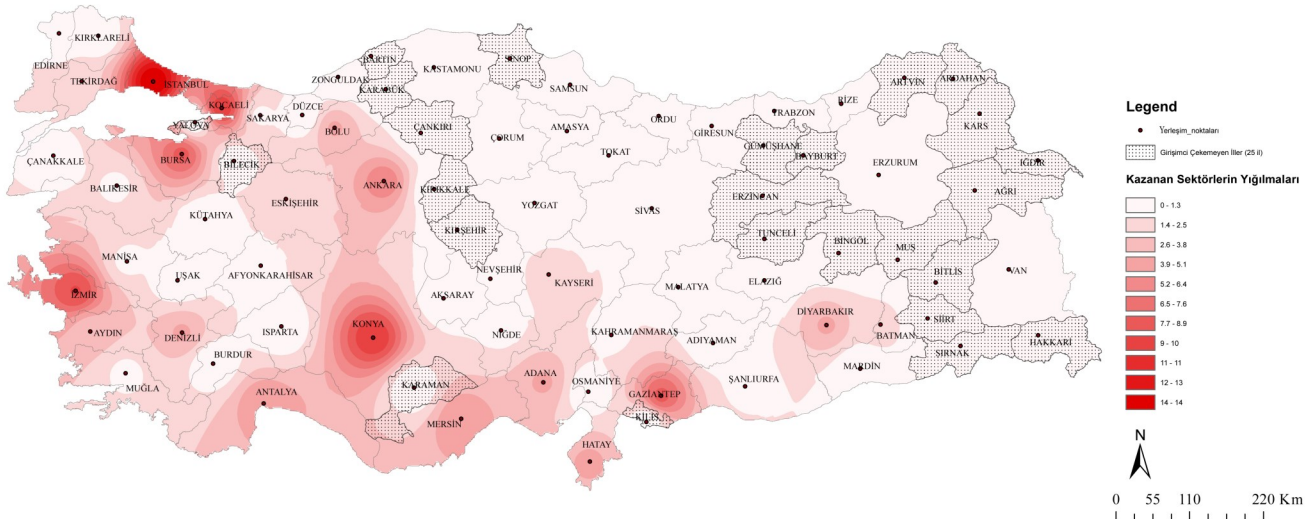 KIRKLARELİ
EDİRNE
TEKİRDAĞ
İSTANBUL
KOCAELİ
YALOVA
SAKARYA
DÜZCE
ZONGULDAK
BARTIN
KARABÜK
KASTAMONU
SİNOP
SAMSUN
ORDU
GİRESUN
TRABZON
RİZE
ARTVİN
ARDAHAN
KARS
IĞDIR
AĞRI
ERZURUM
BAYBURT
GÜMÜŞHANE
ERZİNCAN
TUNCELİ
BİNGÖL
MUŞ
BİTLİS
VAN
HAKKARİ
ŞIRNAK
SİİRT
BATMAN
MARDİN
DİYARBAKIR
ELAZIĞ
MALATYA
ADIYAMAN
ŞANLIURFA
KAHRAMANMARAŞ
GAZİANTEP
KİLİS
HATAY
OSMANİYE
ADANA
MERSİN
KARAMAN
NİĞDE
AKSARAY
NEVŞEHİR
KAYSERİ
SİVAS
TOKAT
AMASYA
ÇORUM
YOZGAT
KIRŞEHİR
KIRIKKALE
ÇANKIRI
ANKARA
BOLU
BİLECİK
BURSA
ÇANAKKALE
BALIKESİR
KÜTAHYA
ESKİŞEHİR
MANİSA
UŞAK
AFYONKARAHİSAR
İZMİR
AYDIN
DENİZLİ
ISPARTA
BURDUR
MUĞLA
ANTALYA
KONYA
Legend
Yerleşim_noktaları
Girişimci Çekemeyen İller (25 il)
Kazanan Sektörlerin Yığılmaları
0 - 1.3
1.4 - 2.5
2.6 - 3.8
3.9 - 5.1
5.2 - 6.4
6.5 - 7.6
7.7 - 8.9
9 - 10
11 - 11
12 - 13
14 - 14
N
0 55 110 220 Km